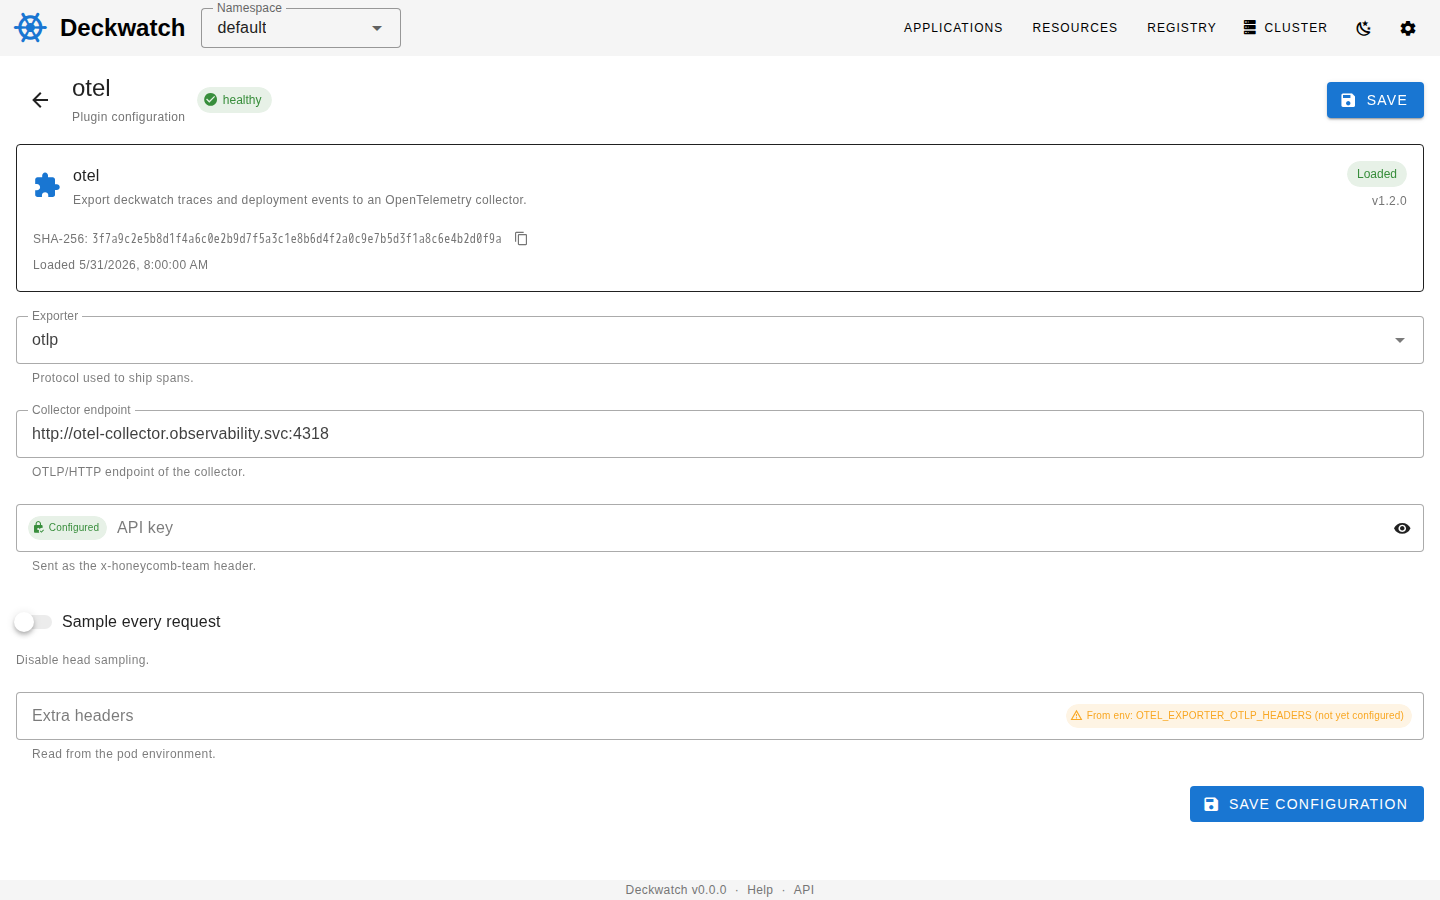 Deckwatch
Namespace
default
APPLICATIONS
RESOURCES
REGISTRY
CLUSTER
otel
Plugin configuration
healthy
SAVE
otel
Export deckwatch traces and deployment events to an OpenTelemetry collector.
Loaded
v1.2.0
SHA-256: 3f7a9c2e5b8d1f4a6c0e2b9d7f5a3c1e8b6d4f2a0c9e7b5d3f1a8c6e4b2d0f9a
Loaded 5/31/2026, 8:00:00 AM
Exporter
otlp
Protocol used to ship spans.
Collector endpoint
http://otel-collector.observability.svc:4318
OTLP/HTTP endpoint of the collector.
Configured
API key
Sent as the x-honeycomb-team header.
Sample every request
Disable head sampling.
Extra headers
From env: OTEL_EXPORTER_OTLP_HEADERS (not yet configured)
Read from the pod environment.
SAVE CONFIGURATION
Deckwatch v0.0.0 · Help · API